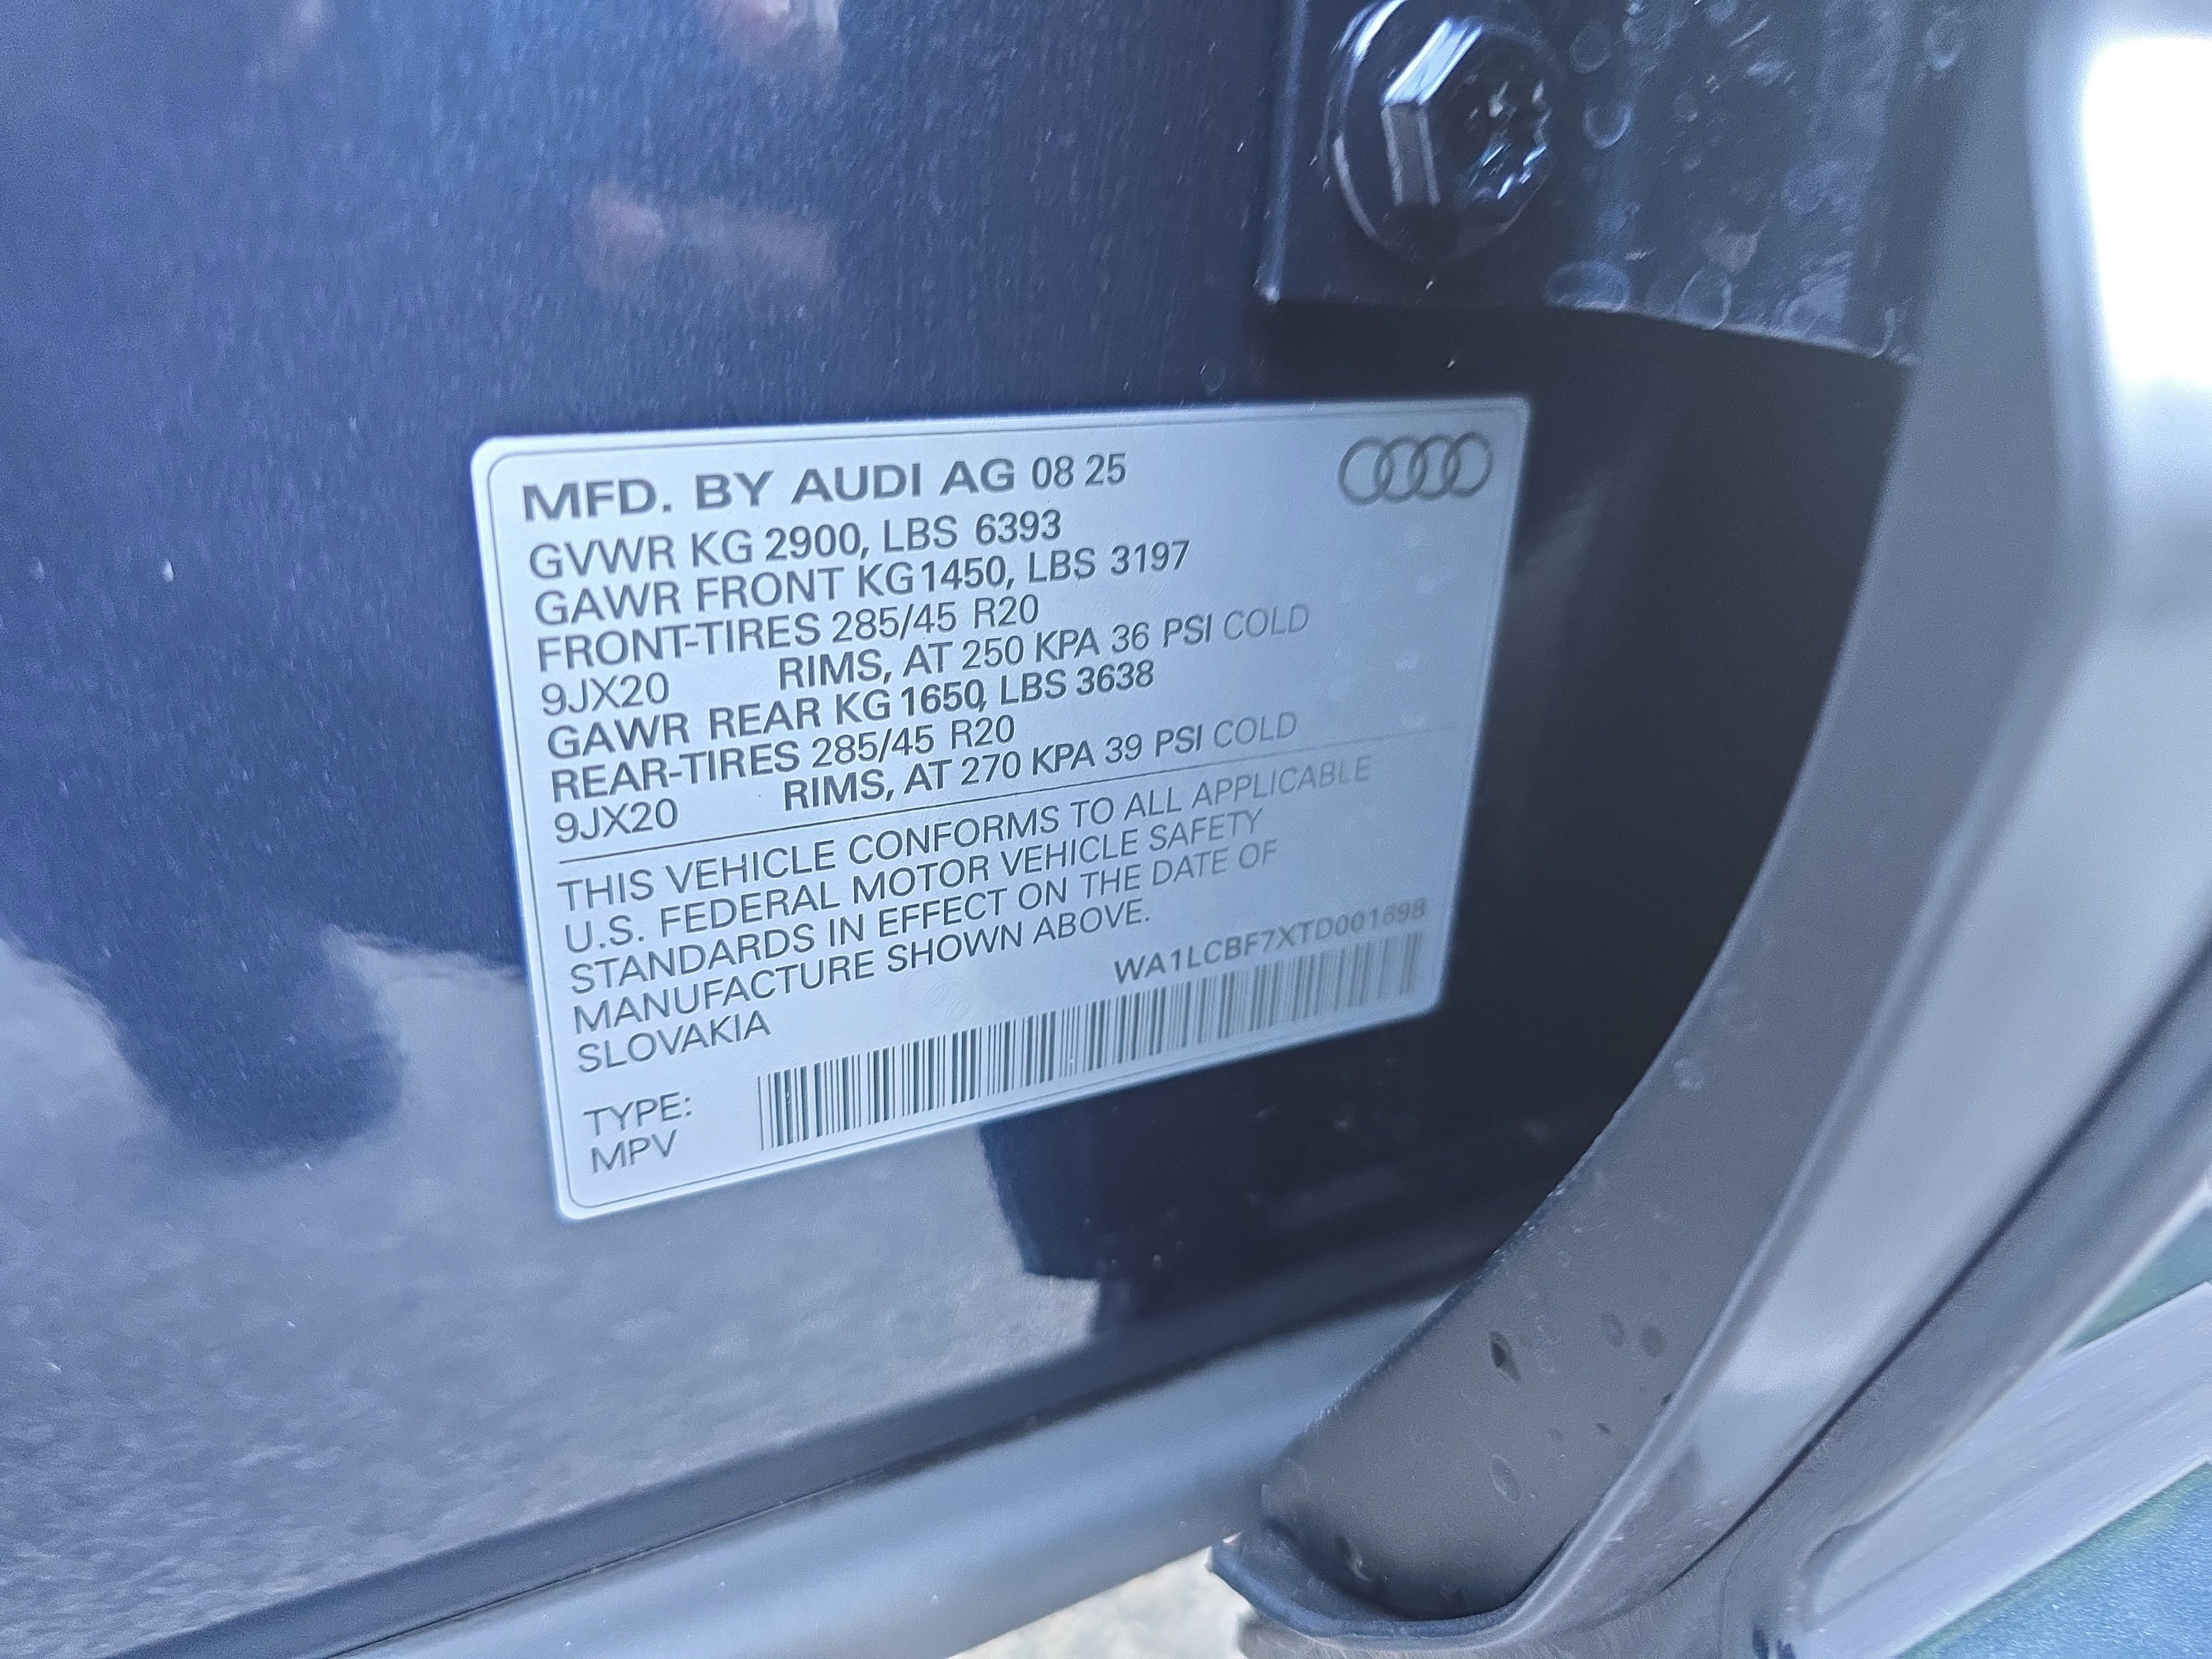 MFD. BY AUDI AG 08 25
GVWR KG 2900, LBS 6393
GAWR FRONT KG 1450, LBS 3197
FRONT-TIRES 285/45 R20
9JX20 RIMS, AT 250 KPA 36 PSI COLD
GAWR REAR KG 1650, LBS 3638
REAR-TIRES 285/45 R20
9JX20 RIMS, AT 270 KPA 39 PSI COLD
THIS VEHICLE CONFORMS TO ALL APPLICABLE
U.S. FEDERAL MOTOR VEHICLE SAFETY
STANDARDS IN EFFECT ON THE DATE OF
MANUFACTURE SHOWN ABOVE.
SLOVAKIA
WA1LCBF7XTD001698
TYPE:
MPV